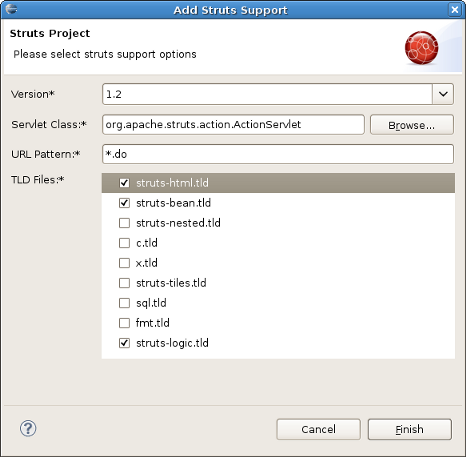 Add Struts Support
Struts Project
Please select struts support options
Version* 1.2
Servlet Class:* org.apache.struts.action.ActionServlet Browse...
URL Pattern:* *.do
TLD Files:* struts-html.tld
struts-bean.tld
struts-nested.tld
c.tld
x.tld
struts-tiles.tld
sql.tld
fmt.tld
struts-logic.tld
? Cancel Finish